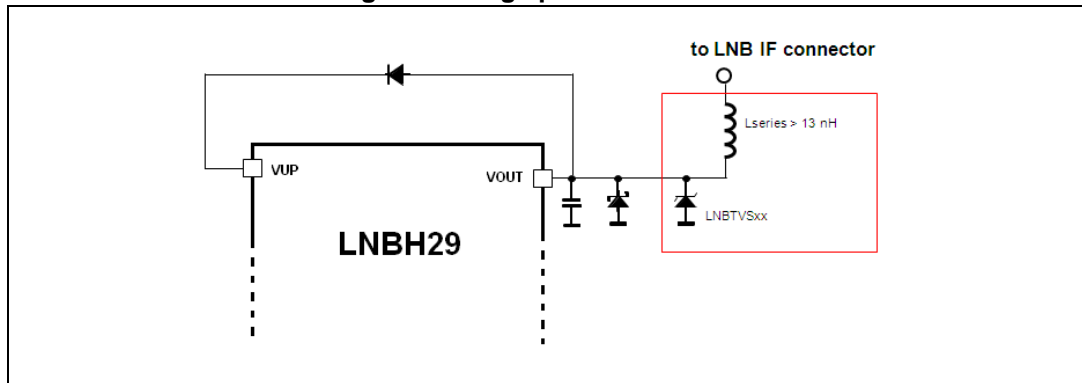 to LNB IF connector
Lseries > 13 nH
VUP
VOUT
LNBTVSxx
LNBH29